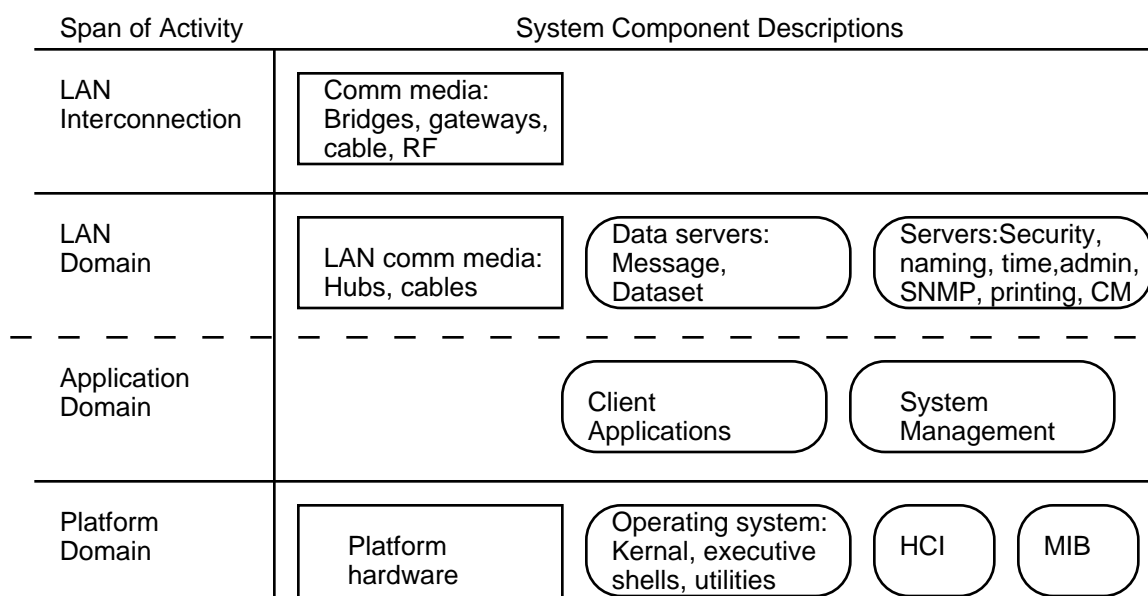 Span of Activity
System Component Descriptions
LAN
Interconnection
Comm media:
Bridges, gateways,
cable, RF
LAN
Domain
LAN comm media:
Hubs, cables
Data servers:
Message,
Dataset
Servers:Security,
naming, time,admin,
SNMP, printing, CM
Application
Domain
Client
Applications
System
Management
Platform
Domain
Platform
hardware
Operating system:
Kernal, executive
shells, utilities
HCI
MIB